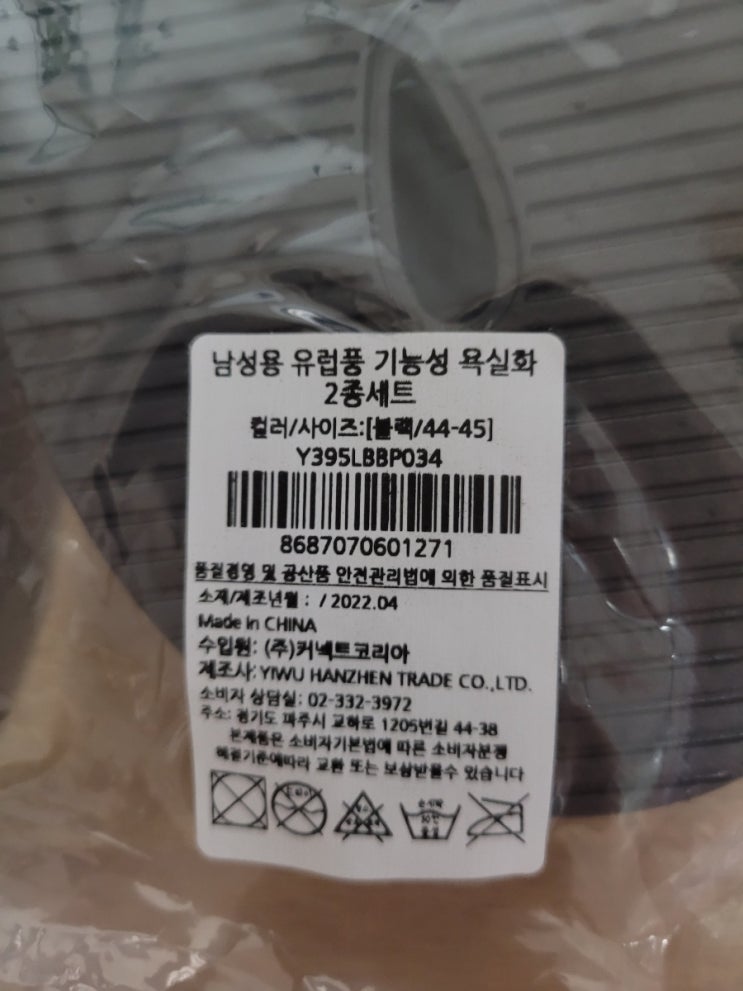 남성용 유럽풍 기능성 욕실화
2종세트
컬러/사이즈:[블랙/44-45]
Y395LBBP034
8687070601271
품질경영 및 공산품 안전관리법에 의한 품질표시
소재/제조년월 : / 2022.04
Made in CHINA
수입원: (주)커넥트코리아
제조사: YIWU HANZHEN TRADE CO.,LTD.
소비자 상담실: 02-332-3972
주소: 경기도 파주시 교하로 1205번길 44-38
본제품은 소비자기본법에 따른 소비자분쟁
해결기준에따라 교환 또는 보상받을수 있습니다